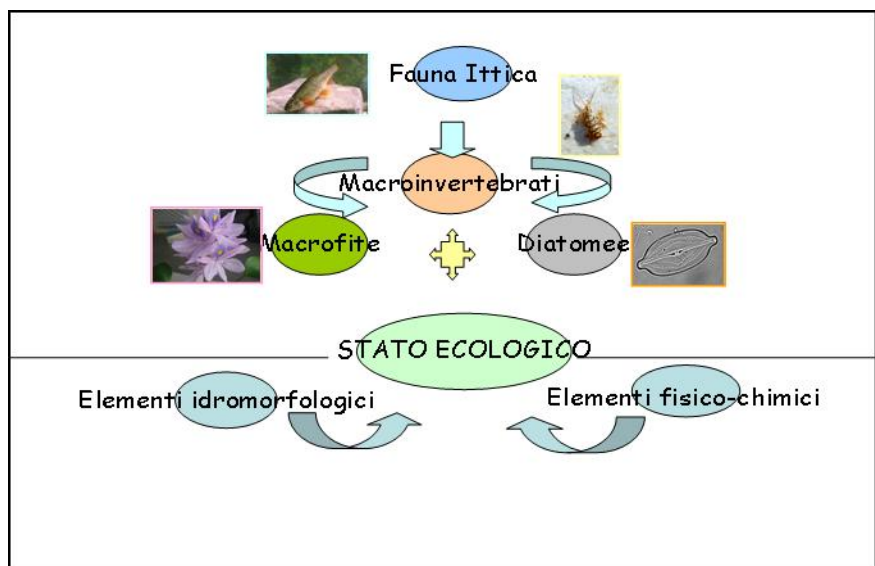 Fauna Ittica
Macroinvertebrati
Macrofite
Diatomee
STATO ECOLOGICO
Elementi idromorfologici
Elementi fisico-chimici